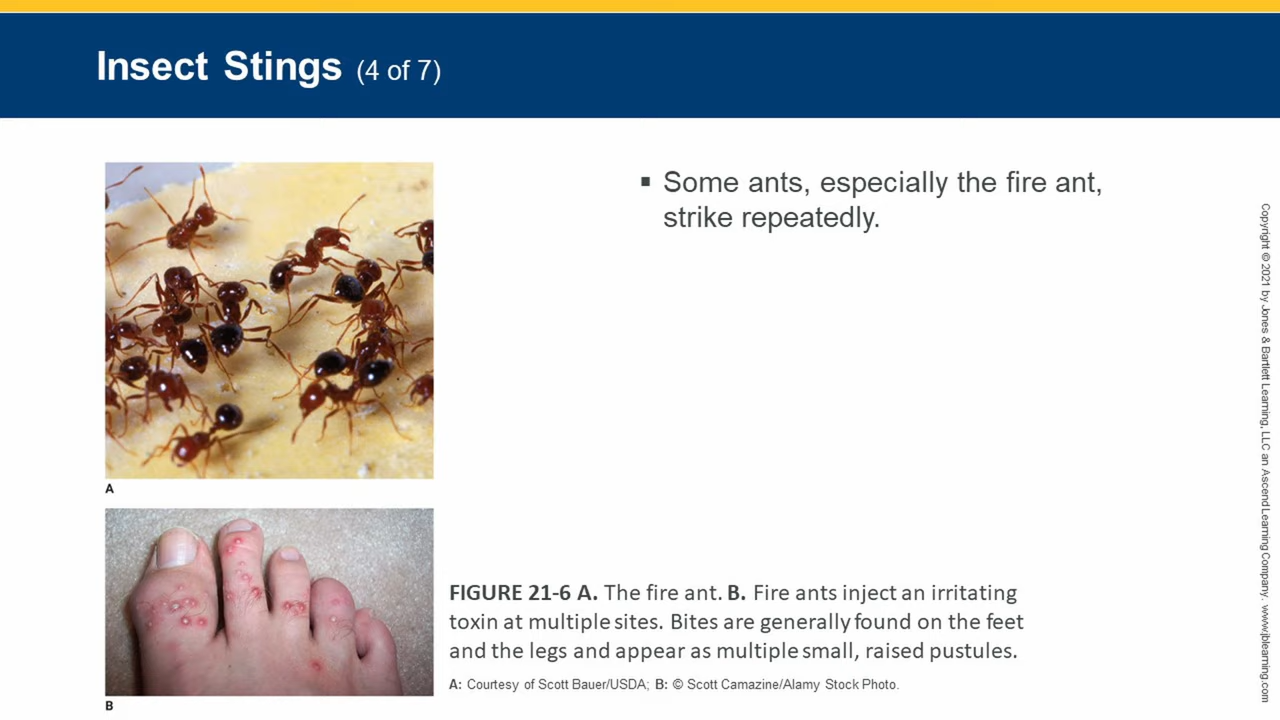 Insect Stings (4 of 7)
▪ Some ants, especially the fire ant,
strike repeatedly.
A
B
FIGURE 21-6 A. The fire ant. B. Fire ants inject an irritating
toxin at multiple sites. Bites are generally found on the feet
and the legs and appear as multiple small, raised pustules.
A: Courtesy of Scott Bauer/USDA; B: © Scott Camazine/Alamy Stock Photo.
Copyright © 2021 by Jones & Bartlett Learning, LLC an Ascend Learning Company. www.jblearning.com